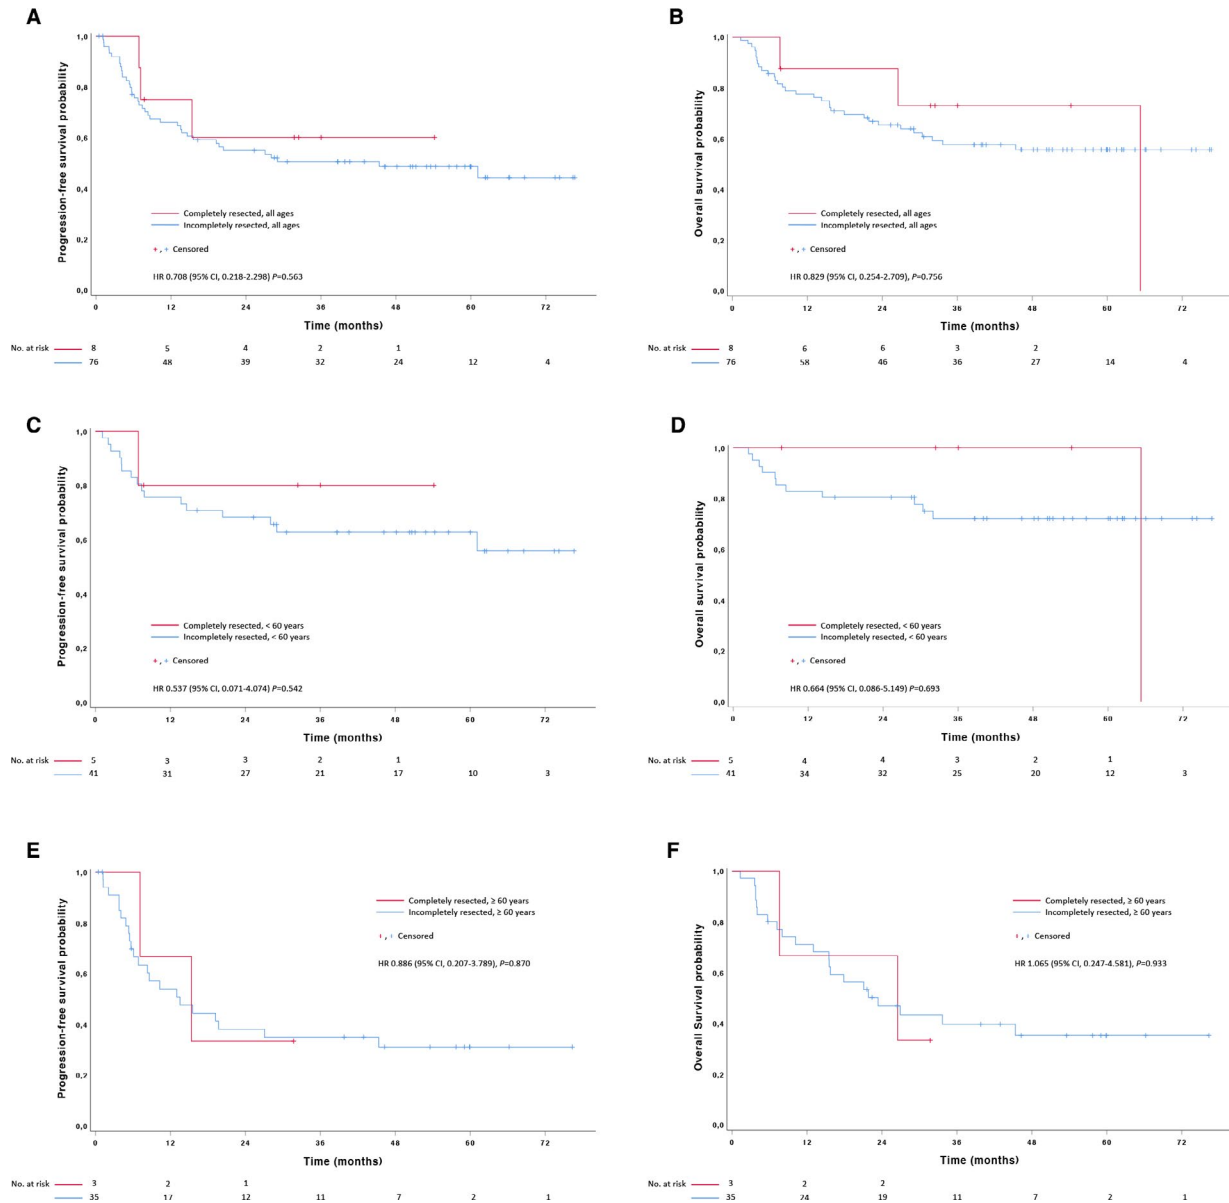 A
Progression-free survival probability
1,0
0,8
0,6
0,4
0,2
0,0
Completely resected, all ages
Incompletely resected, all ages
+ , + Censored
HR 0.708 (95% CI, 0.218-2.298) P=0.563
0 12 24 36 48 60 72
Time (months)
No. at risk 8 5 4 2 1
76 48 39 32 24 12 4
B
Overall survival probability
1,0
0,8
0,6
0,4
0,2
0,0
Completely resected, all ages
Incompletely resected, all ages
+ , + Censored
HR 0.829 (95% CI, 0.254-2.709), P=0.756
0 12 24 36 48 60 72
Time (months)
No. at risk 8 6 6 3 2
76 58 46 36 27 14 4
C
Progression-free survival probability
1,0
0,8
0,6
0,4
0,2
0,0
Completely resected, < 60 years
Incompletely resected, < 60 years
+ , + Censored
HR 0.537 (95% CI, 0.071-4.074) P=0.542
0 12 24 36 48 60 72
Time (months)
No. at risk 5 3 3 2 1
41 31 27 21 17 10 3
D
Overall survival probability
1,0
0,8
0,6
0,4
0,2
0,0
Completely resected, < 60 years
Incompletely resected, < 60 years
+ , + Censored
HR 0.664 (95% CI, 0.086-5.149) P=0.693
0 12 24 36 48 60 72
Time (months)
No. at risk 5 4 4 3 2 1
41 34 32 25 20 12 3
E
Progression-free survival probability
1,0
0,8
0,6
0,4
0,2
0,0
Completely resected, ≥ 60 years
Incompletely resected, ≥ 60 years
+ , + Censored
HR 0.886 (95% CI, 0.207-3.789), P=0.870
0 12 24 36 48 60 72
Time (months)
No. at risk 3 2 1
35 17 12 11 7 2 1
F
Overall Survival probability
1,0
0,8
0,6
0,4
0,2
0,0
Completely resected, ≥ 60 years
Incompletely resected, ≥ 60 years
+ , + Censored
HR 1.065 (95% CI, 0.247-4.581), P=0.933
0 12 24 36 48 60 72
Time (months)
No. at risk 3 2 2
35 24 19 11 7 2 1